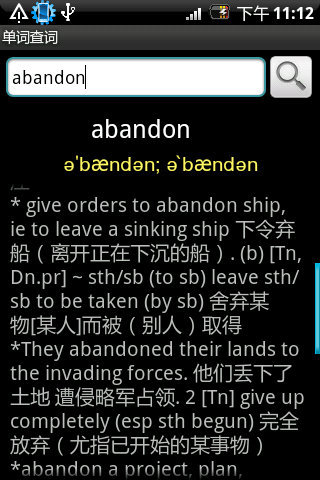 下午 11:12
单词查词
abandon
abandon
ə'bændən; ə`bændən
* give orders to abandon ship,
ie to leave a sinking ship 下令弃
船（离开正在下沉的船）. (b) [Tn,
Dn.pr] ~ sth/sb (to sb) leave sth/
sb to be taken (by sb) 舍弃某
物[某人]而被（别人）取得
*They abandoned their lands to
the invading forces. 他们丢下了
土地 遭侵略军占领. 2 [Tn] give up
completely (esp sth begun) 完全
放弃（尤指已开始的某事物）
*abandon a project, plan,